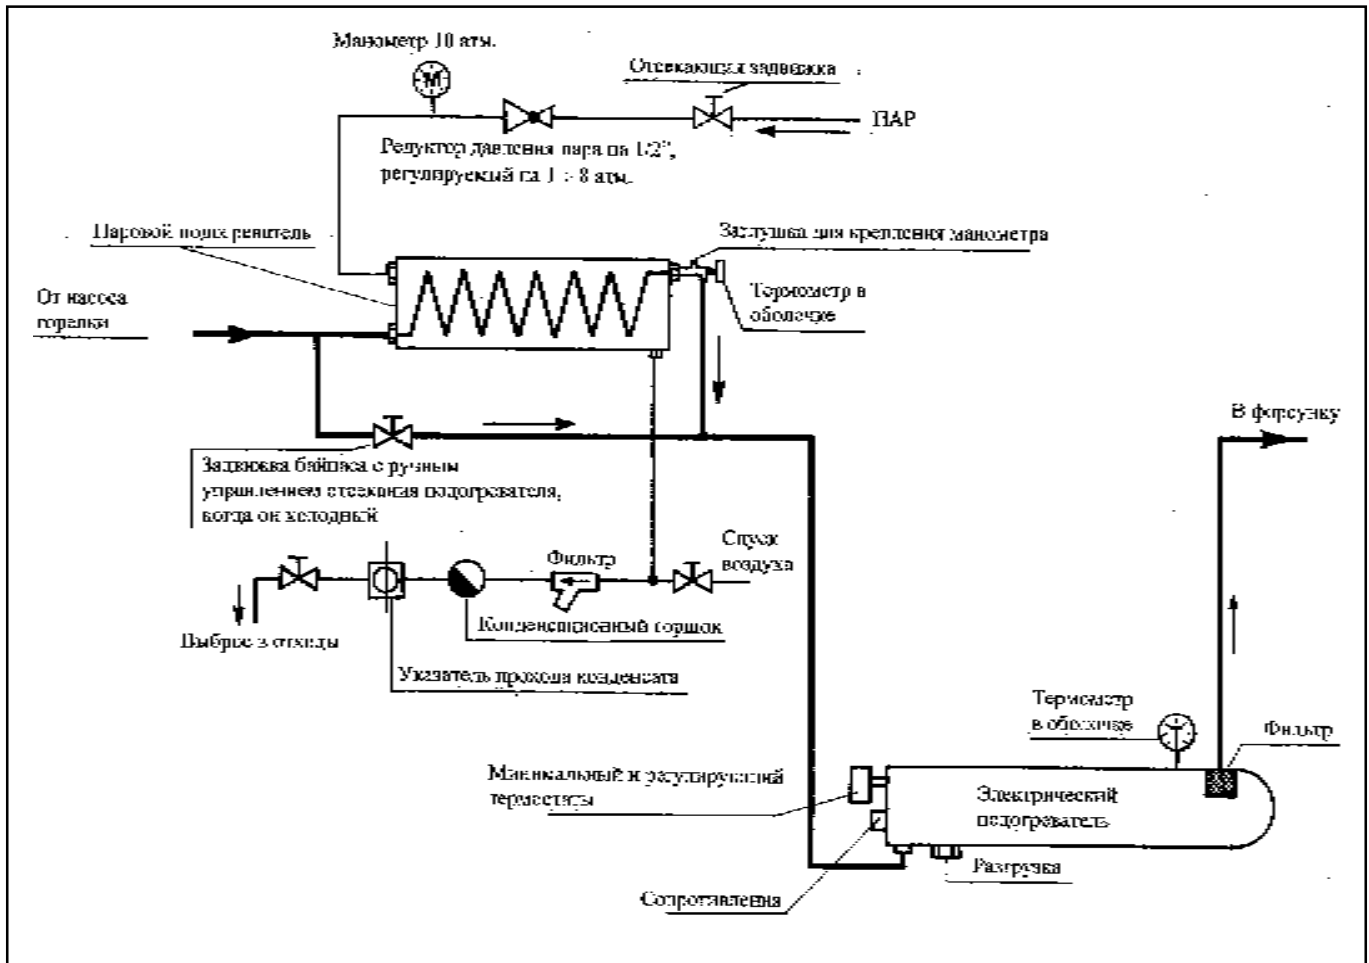 Манометр 10 атм.
Отсекающая задвижка
М
ПАР
Редуктор давления пара на 1/2",
регулируемый на 1 ÷ 8 атм.
Паровой подогреватель
Заглушка для крепления манометра
От насоса
горелки
Термометр в
оболочке
В форсунку
Задвижка байпаса с ручным
управлением отсекания подогревателя,
когда он холодный
Фильтр
Спуск
воздуха
Конденсационный горшок
Выброс в отходы
Указатель прохода конденсата
Термометр
в оболочке
Фильтр
Минимальный и регулирующий
термостаты
Электрический
подогреватель
Разгрузка
Сопротивления